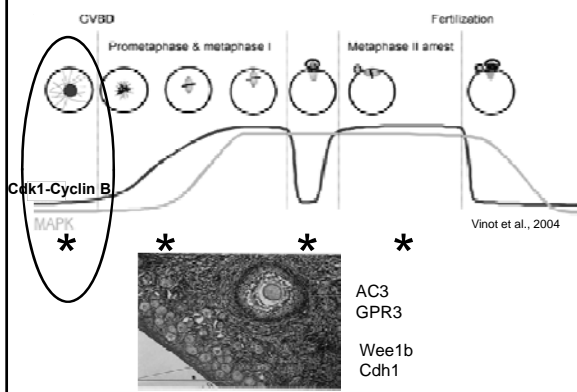 GVBD Fertilization
Prometaphase & metaphase I Metaphase II arrest
Cdk1-Cyclin B
MAPK Vinot et al., 2004
* * * *
AC3
GPR3
Wee1b
Cdh1